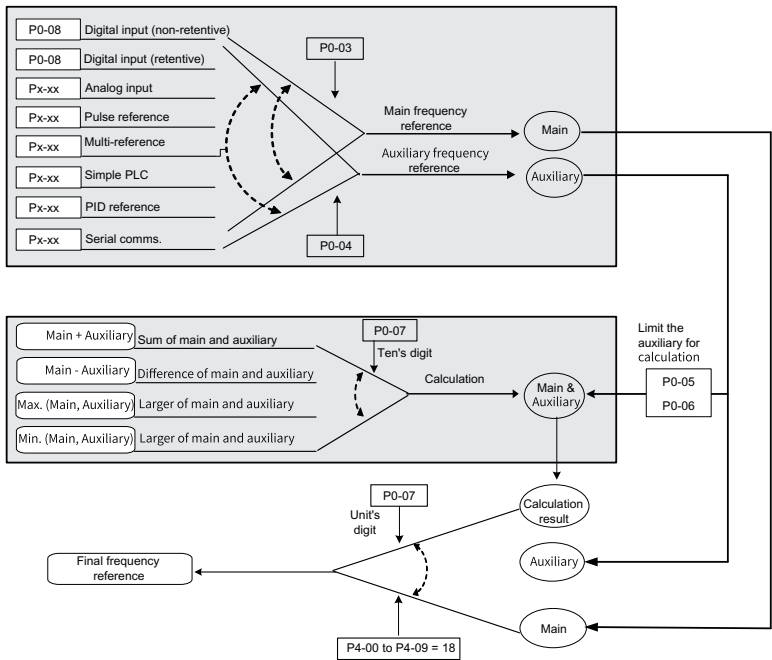 P0-08 Digital input (non-retentive)
P0-08 Digital input (retentive)
Px-xx Analog input
Px-xx Pulse reference
Px-xx Multi-reference
Px-xx Simple PLC
Px-xx PID reference
Px-xx Serial comms.
P0-03
P0-04
Main frequency
reference
Auxiliary frequency
reference
Main
Auxiliary
Main + Auxiliary Sum of main and auxiliary
Main - Auxiliary Difference of main and auxiliary
Max. (Main, Auxiliary) Larger of main and auxiliary
Min. (Main, Auxiliary) Larger of main and auxiliary
P0-07
Ten's digit
Calculation
Main &
Auxiliary
Limit the
auxiliary for
calculation
P0-05
P0-06
P0-07
Unit's
digit
Calculation
result
Auxiliary
Main
Final frequency
reference
P4-00 to P4-09 = 18